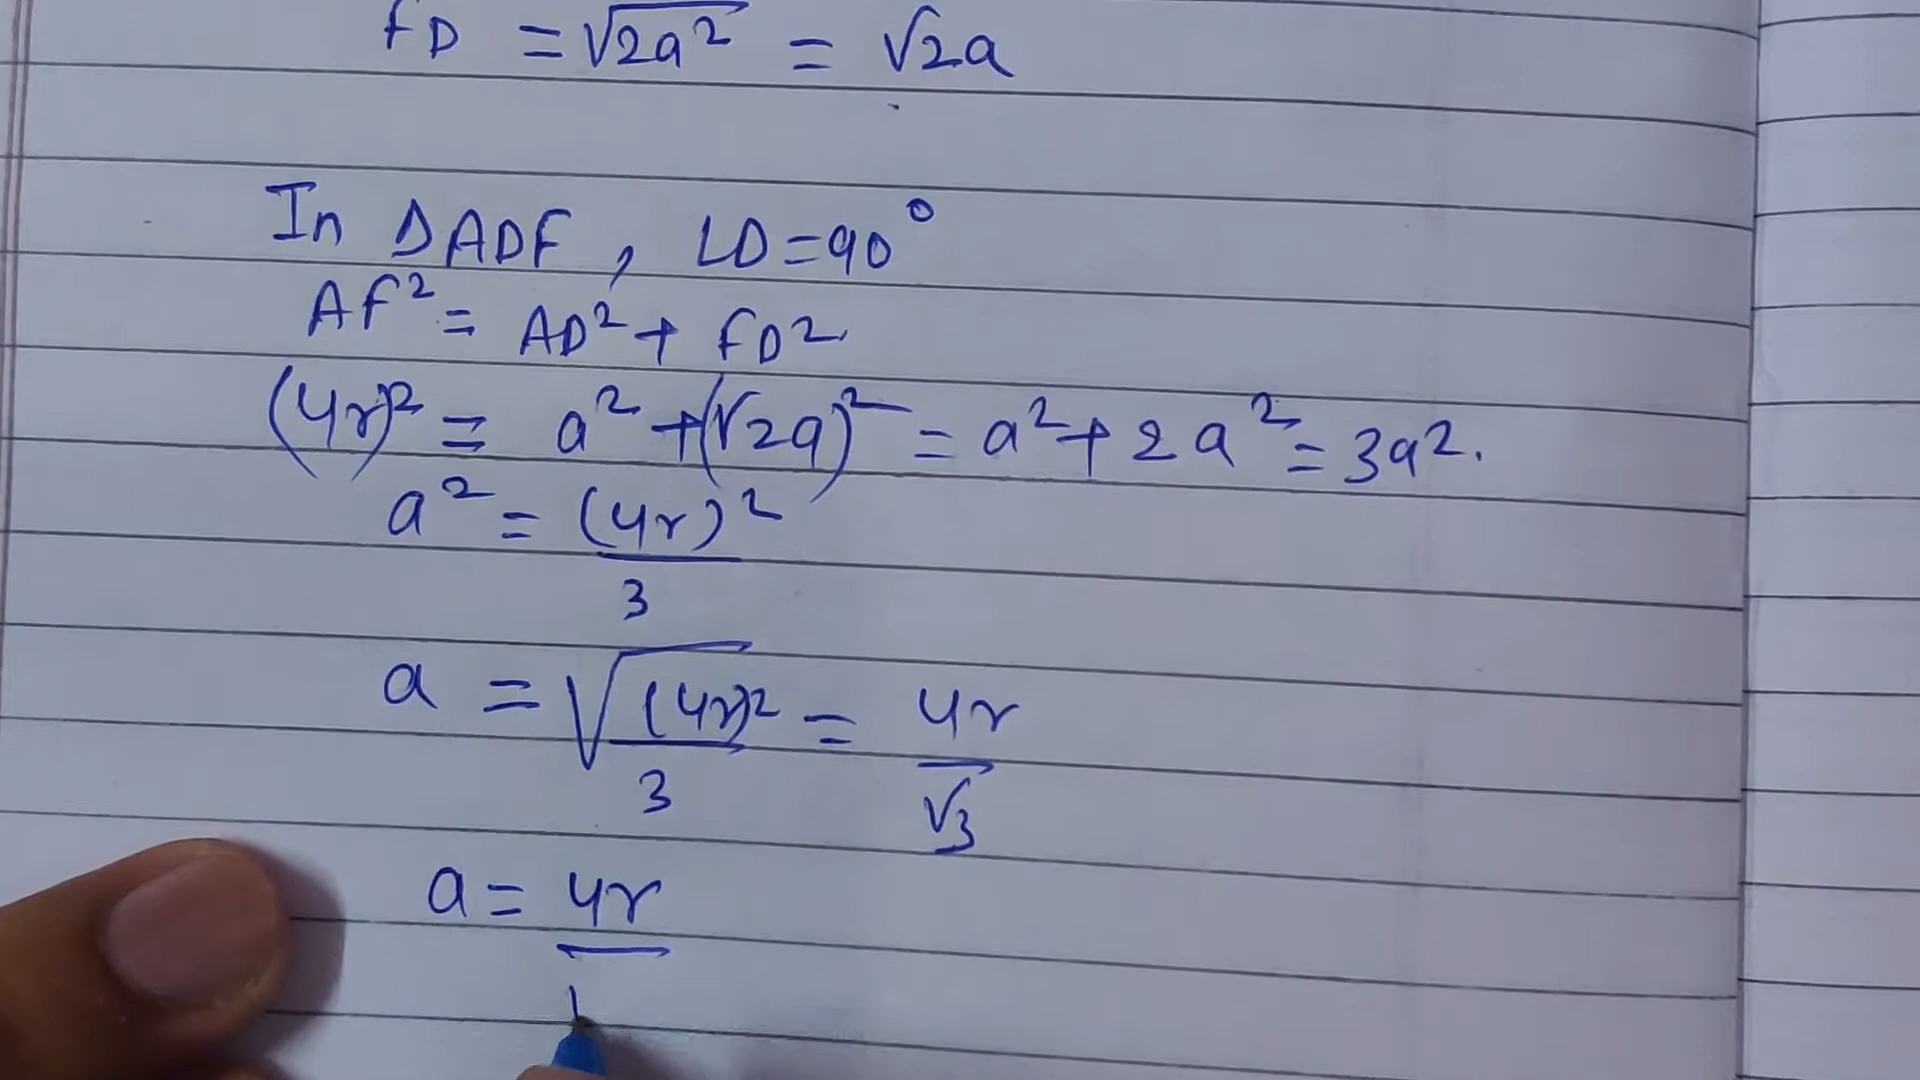 FD = √2a² = √2a
In ΔADF, ∠D=90°
AF² = AD² + FD²
(4r)² = a² + (√2a)² = a² + 2a² = 3a².
a² = (4r)²
3
a = √(4r)² = 4r
3 √3
a = 4r